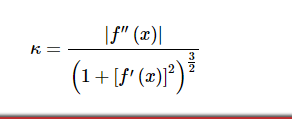 κ = |f″ (x)| / (1 + [f′ (x)]²)^(3/2)